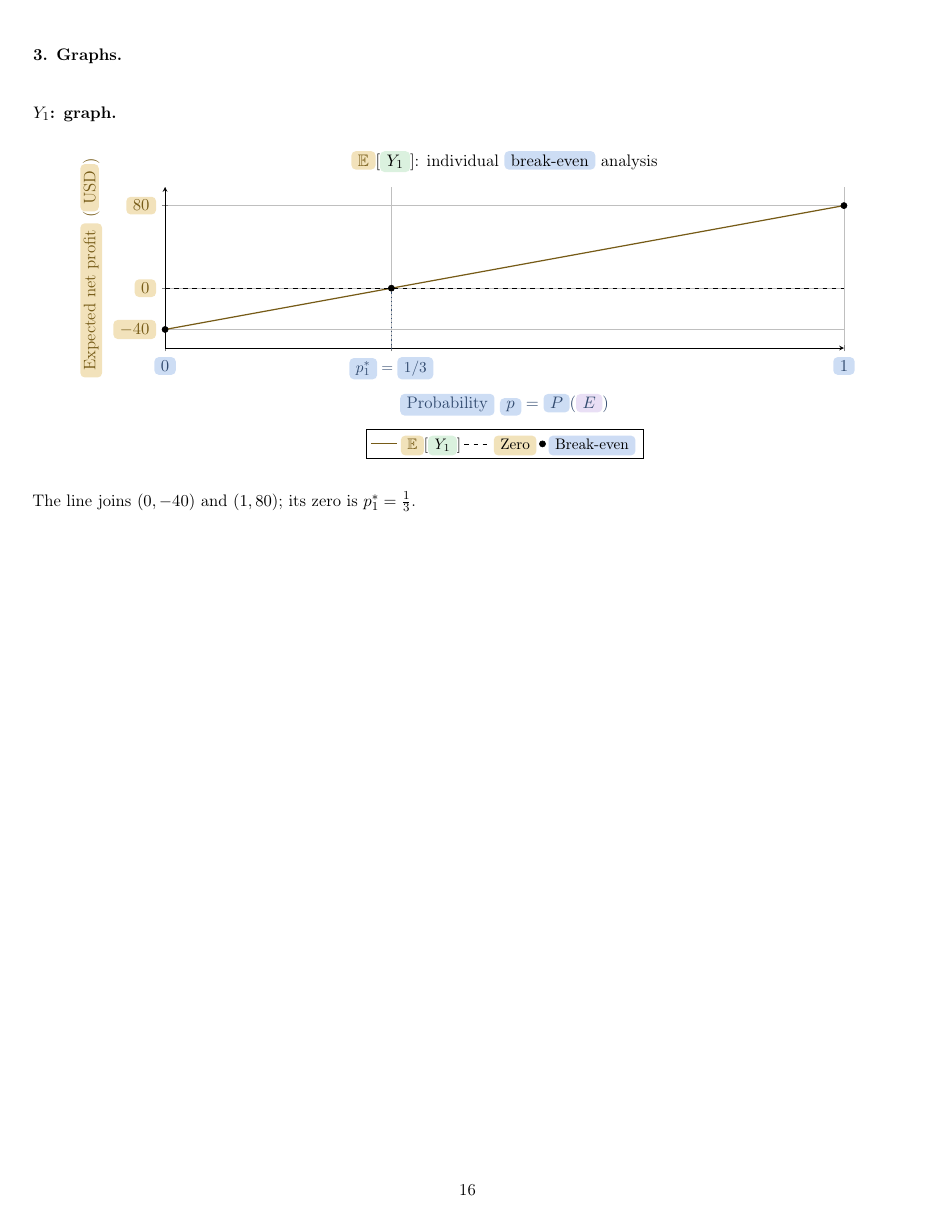 3. Graphs.
Y₁: graph.
𝔼[Y₁]: individual break-even analysis
Expected net profit (USD)
80
0
−40
0
p₁* = 1/3
1
Probability p = P(E)
𝔼[Y₁] Zero Break-even
The line joins (0, −40) and (1, 80); its zero is p₁* = 1/3.
16